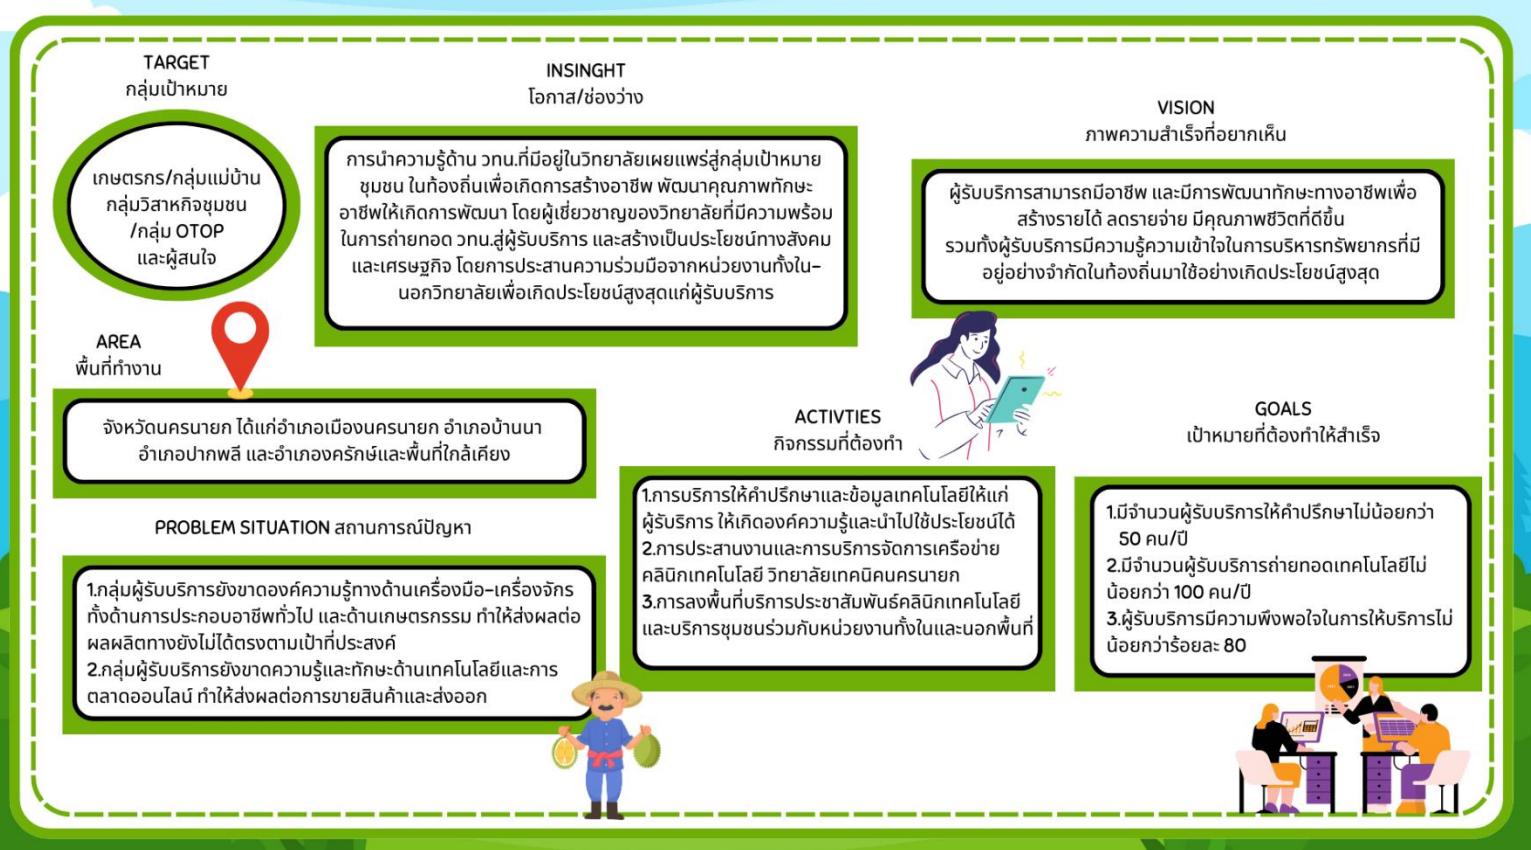 TARGET
กลุ่มเป้าหมาย
เกษตรกร/กลุ่มแม่บ้าน
กลุ่มวิสาหกิจชุมชน
/กลุ่ม OTOP
และผู้สนใจ
INSINGHT
โอกาส/ช่องว่าง
การนำความรู้ด้าน วทน.ที่มีอยู่ในวิทยาลัยเผยแพร่สู่กลุ่มเป้าหมาย
ชุมชน ในท้องถิ่นเพื่อเกิดการสร้างอาชีพ พัฒนาคุณภาพทักษะ
อาชีพให้เกิดการพัฒนา โดยผู้เชี่ยวชาญของวิทยาลัยที่มีความพร้อม
ในการถ่ายทอด วทน.สู่ผู้รับบริการ และสร้างเป็นประโยชน์ทางสังคม
และเศรษฐกิจ โดยการประสานความร่วมมือจากหน่วยงานทั้งใน-
นอกวิทยาลัยเพื่อเกิดประโยชน์สูงสุดแก่ผู้รับบริการ
VISION
ภาพความสำเร็จที่อยากเห็น
ผู้รับบริการสามารถมีอาชีพ และมีการพัฒนาทักษะทางอาชีพเพื่อ
สร้างรายได้ ลดรายจ่าย มีคุณภาพชีวิตที่ดีขึ้น
รวมทั้งผู้รับบริการมีความรู้ความเข้าใจในการบริหารทรัพยากรที่มี
อยู่อย่างจำกัดในท้องถิ่นมาใช้อย่างเกิดประโยชน์สูงสุด
AREA
พื้นที่ทำงาน
จังหวัดนครนายก ได้แก่อำเภอเมืองนครนายก อำเภอบ้านนา
อำเภอปากพลี และอำเภองครักษ์และพื้นที่ใกล้เคียง
PROBLEM SITUATION สถานการณ์ปัญหา
1.กลุ่มผู้รับบริการยังขาดองค์ความรู้ทางด้านเครื่องมือ-เครื่องจักร
ทั้งด้านการประกอบอาชีพทั่วไป และด้านเกษตรกรรม ทำให้ส่งผลต่อ
ผลผลิตทางยังไม่ได้ตรงตามเป้าที่ประสงค์
2.กลุ่มผู้รับบริการยังขาดความรู้และทักษะด้านเทคโนโลยีและการ
ตลาดออนไลน์ ทำให้ส่งผลต่อการขายสินค้าและส่งออก
ACTIVTIES
กิจกรรมที่ต้องทำ
1.การบริการให้คำปรึกษาและข้อมูลเทคโนโลยีให้แก่
ผู้รับริการ ให้เกิดองค์ความรู้และนำไปใช้ประโยชน์ได้
2.การประสานงานและการบริการจัดการเครือข่าย
คลินิกเทคโนโลยี วิทยาลัยเทคนิคนครนายก
3.การลงพื้นที่บริการประชาสัมพันธ์คลินิกเทคโนโลยี
และบริการชุมชนร่วมกับหน่วยงานทั้งในและนอกพื้นที่
GOALS
เป้าหมายที่ต้องทำให้สำเร็จ
1.มีจำนวนผู้รับบริการให้คำปรึกษาไม่น้อยกว่า
50 คน/ปี
2.มีจำนวนผู้รับบริการถ่ายทอดเทคโนโลยีไม่
น้อยกว่า 100 คน/ปี
3.ผู้รับบริการมีความพึงพอใจในการให้บริการไม่
น้อยกว่าร้อยละ 80